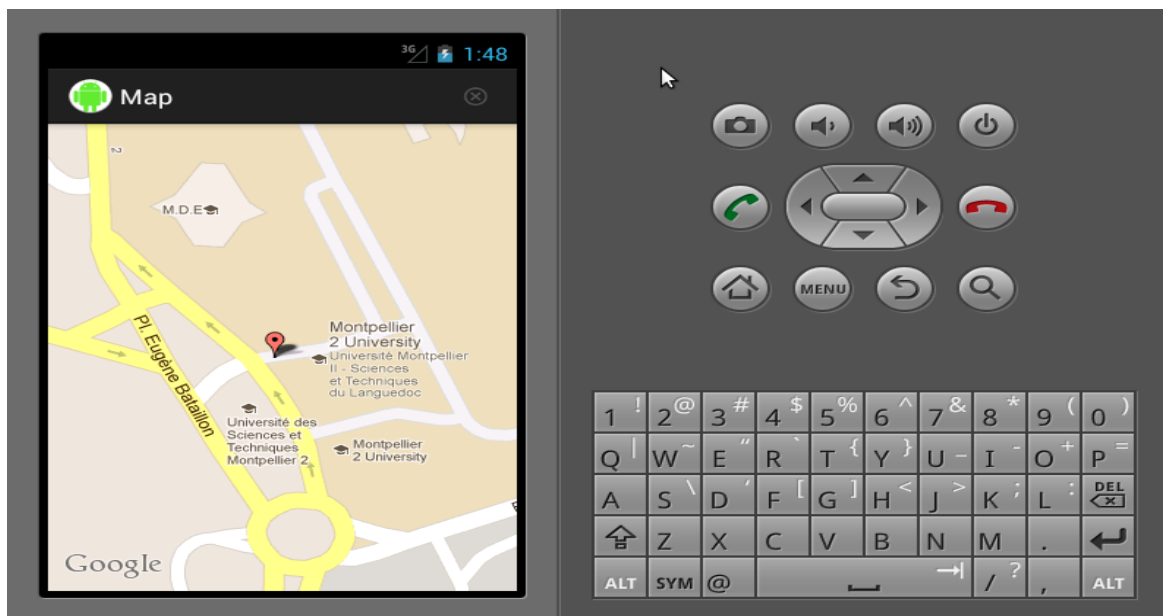 3G 1:48
Map
2
M.D.E
Pl. Eugène Bataillon
Montpellier
2 University
Université Montpellier
II - Sciences
et Techniques
du Languedoc
Université des
Sciences et
Techniques
Montpellier 2
Montpellier
2 University
Google
MENU
1 ! 2 @ 3 # 4 $ 5 % 6 ^ 7 & 8 * 9 ( 0 )
Q | W ~ E “ R ` T { Y } U _ I - O + P =
A S \ D ‘ F [ G ] H < J > K ; L : DEL
Z X C V B N M .
ALT SYM @ / ? , ALT